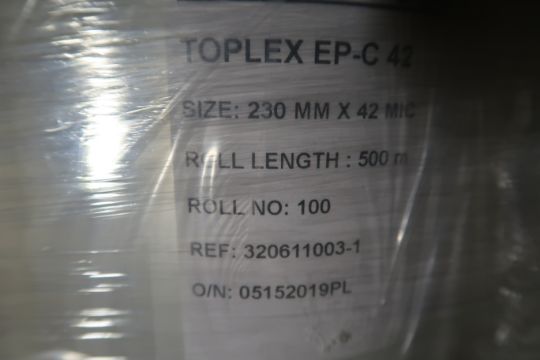 TOPLEX EP-C 42
SIZE: 230 MM X 42 MIC
ROLL LENGTH : 500 m
ROLL NO: 100
REF: 320611003-1
O/N: 05152019PL